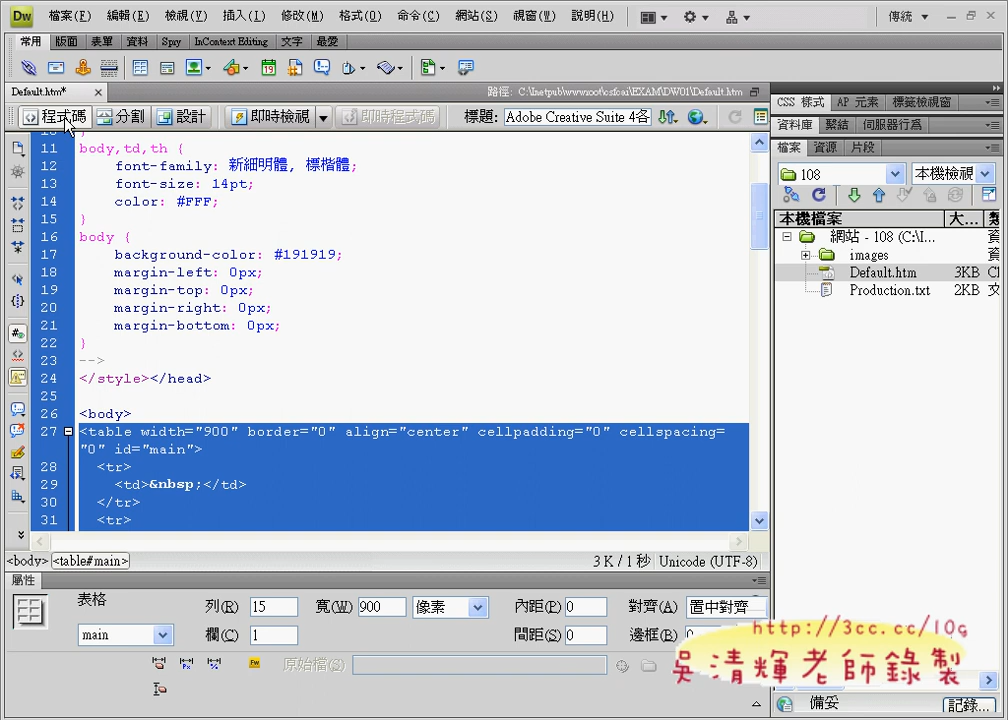 Dw 檔案(F) 編輯(E) 檢視(V) 插入(I) 修改(M) 格式(O) 命令(C) 網站(S) 視窗(W) 說明(H) 傳統
常用 版面 表單 資料 Spry InContext Editing 文字 最愛
Default.htm* 路徑: C:\Inetpub\wwwroot\csfcai\EXAM\DW01\Default.htm
程式碼 分割 設計 即時檢視 即時程式碼 標題: Adobe Creative Suite 4各
11 body,td,th {
12 font-family: 新細明體, 標楷體;
13 font-size: 14pt;
14 color: #FFF;
15 }
16 body {
17 background-color: #191919;
18 margin-left: 0px;
19 margin-top: 0px;
20 margin-right: 0px;
21 margin-bottom: 0px;
22 }
23 -->
24 </style></head>
25
26 <body>
27 <table width="900" border="0" align="center" cellpadding="0" cellspacing=
"0" id="main">
28 <tr>
29 <td>&nbsp;</td>
30 </tr>
31 <tr>
<body> <table#main> 3 K / 1 秒 Unicode (UTF-8)
屬性
表格 列(R) 15 寬(W) 900 像素 內距(P) 0 對齊(A) 置中對齊
main 欄(C) 1 間距(S) 0 邊框(B)
原始檔(S)
CSS 樣式 AP 元素 標籤檢視窗
資料庫 繫結 伺服器行為
檔案 資源 片段
108 本機檢視
本機檔案 大...
網站 - 108 (C:\I...
images
Default.htm 3KB
Production.txt 2KB
備妥 記錄...
http://3cc.cc/10g
吳清輝老師錄製